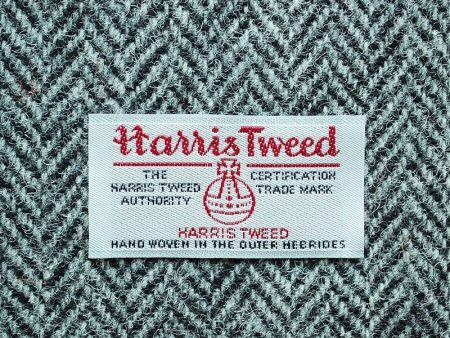 Harris Tweed
THE CERTIFICATION
HARRIS TWEED TRADE MARK
AUTHORITY
HARRIS TWEED
HAND WOVEN IN THE OUTER HEBRIDES